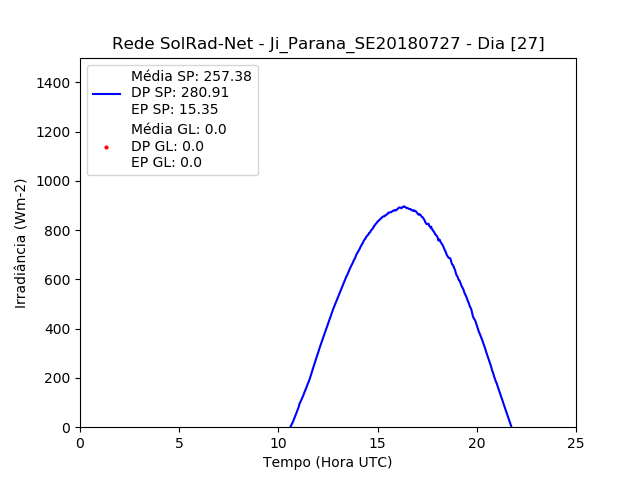 Rede SolRad-Net - Ji_Parana_SE20180727 - Dia [27]
Média SP: 257.38
DP SP: 280.91
EP SP: 15.35
Média GL: 0.0
DP GL: 0.0
EP GL: 0.0
Irradiância (Wm-2)
1400
1200
1000
800
600
400
200
0
0 5 10 15 20 25
Tempo (Hora UTC)